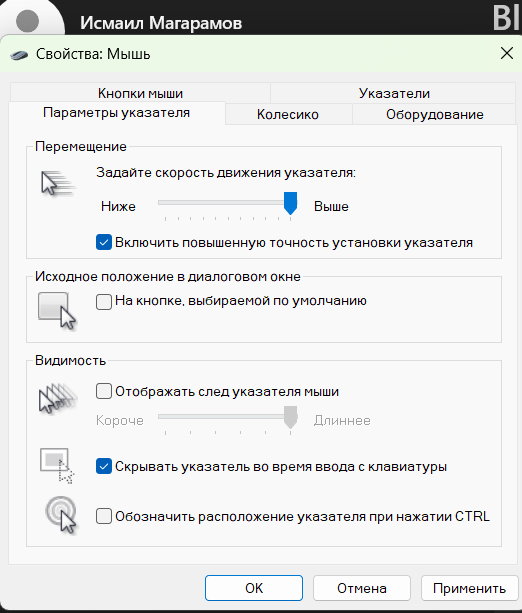 Исмаил Магарамов
Bl
Свойства: Мышь
Кнопки мыши
Указатели
Параметры указателя
Колесико
Оборудование
Перемещение
Задайте скорость движения указателя:
Ниже
Выше
Включить повышенную точность установки указателя
Исходное положение в диалоговом окне
На кнопке, выбираемой по умолчанию
Видимость
Отображать след указателя мыши
Короче
Длиннее
Скрывать указатель во время ввода с клавиатуры
Обозначить расположение указателя при нажатии CTRL
ОК
Отмена
Применить